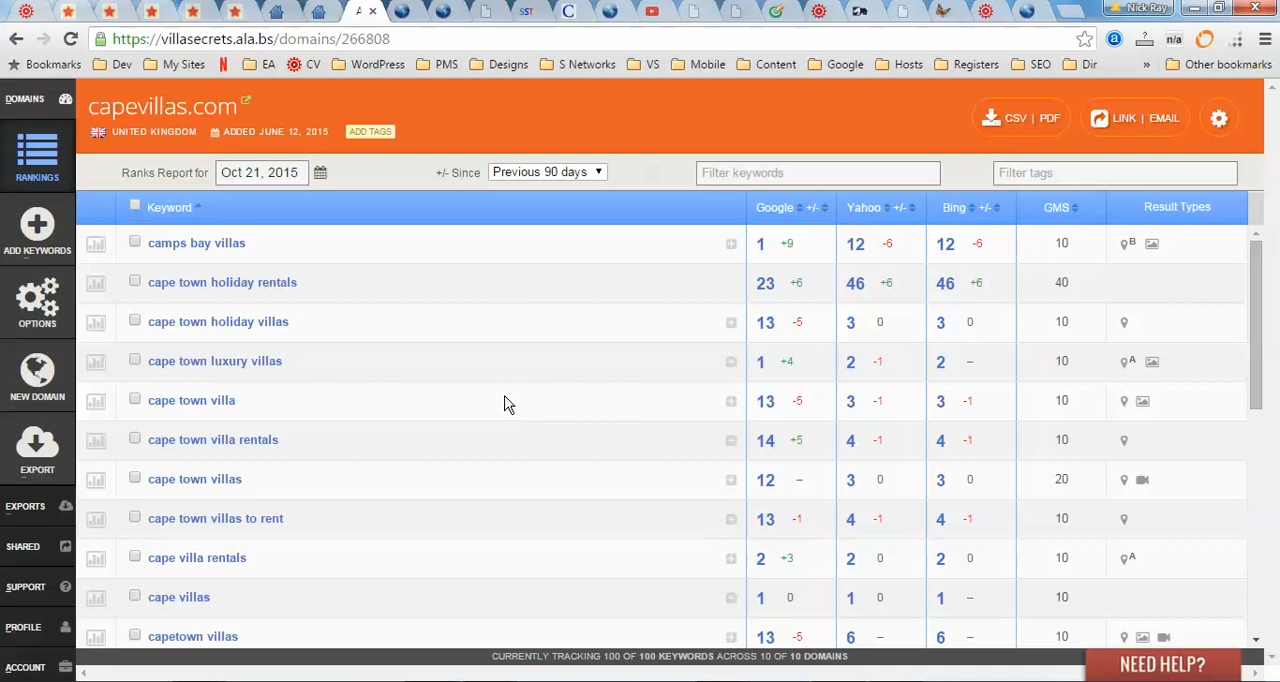 SST
A
C
Nick Ray
https://villasecrets.ala.bs/domains/266808
a
?
n/a
Bookmarks Dev My Sites EA CV WordPress PMS Designs S Networks VS Mobile Content Google Hosts Registers SEO Dir » Other bookmarks
DOMAINS
RANKINGS
ADD KEYWORDS
OPTIONS
NEW DOMAIN
EXPORT
EXPORTS
SHARED
SUPPORT
PROFILE
ACCOUNT
capevillas.com
UNITED KINGDOM ADDED JUNE 12, 2015 ADD TAGS
CSV | PDF LINK | EMAIL
Ranks Report for Oct 21, 2015 +/- Since Previous 90 days Filter keywords Filter tags
Keyword Google +/- Yahoo +/- Bing +/- GMS Result Types
camps bay villas 1 +9 12 -6 12 -6 10 B
cape town holiday rentals 23 +6 46 +6 46 +6 40
cape town holiday villas 13 -5 3 0 3 0 10
cape town luxury villas 1 +4 2 -1 2 – 10 A
cape town villa 13 -5 3 -1 3 -1 10
cape town villa rentals 14 +5 4 -1 4 -1 10
cape town villas 12 – 3 0 3 0 20
cape town villas to rent 13 -1 4 -1 4 -1 10
cape villa rentals 2 +3 2 0 2 0 10 A
cape villas 1 0 1 0 1 – 10
capetown villas 13 -5 6 – 6 – 10
CURRENTLY TRACKING 100 OF 100 KEYWORDS ACROSS 10 OF 10 DOMAINS
NEED HELP?